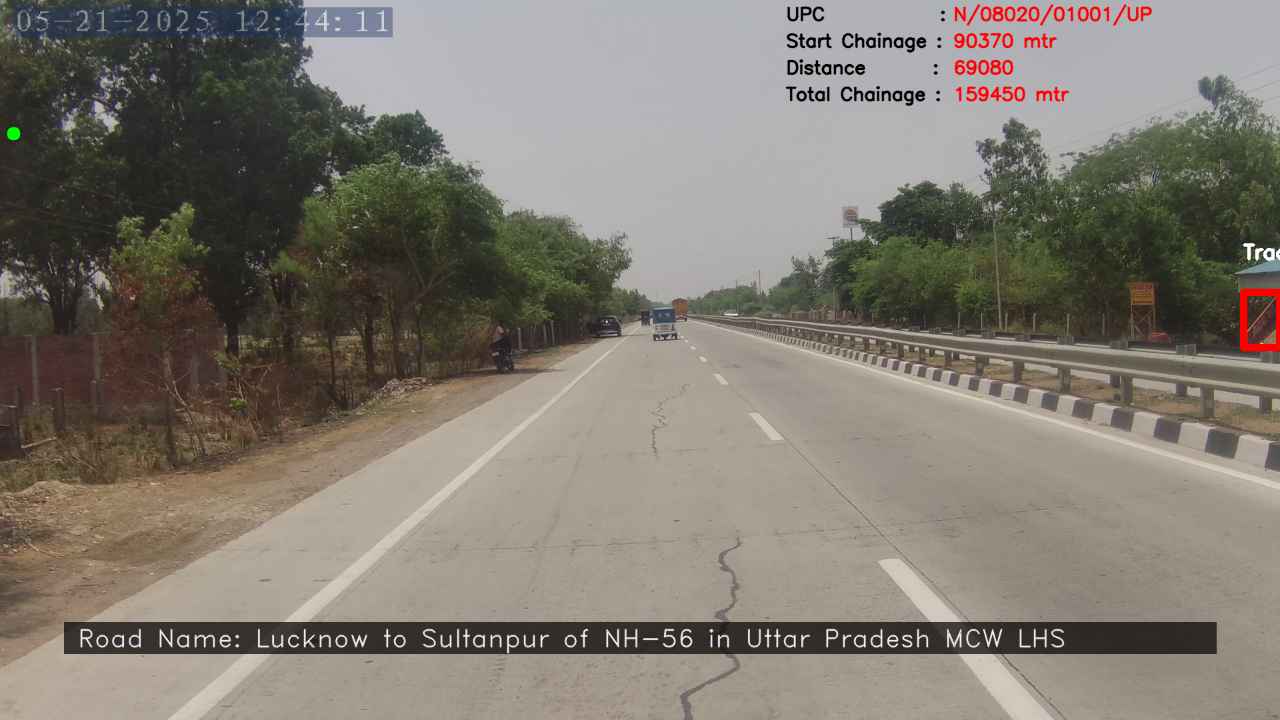 05-21-2025 12:44:11
UPC : N/08020/01001/UP
Start Chainage : 90370 mtr
Distance : 69080
Total Chainage : 159450 mtr
Road Name: Lucknow to Sultanpur of NH-56 in Uttar Pradesh MCW LHS